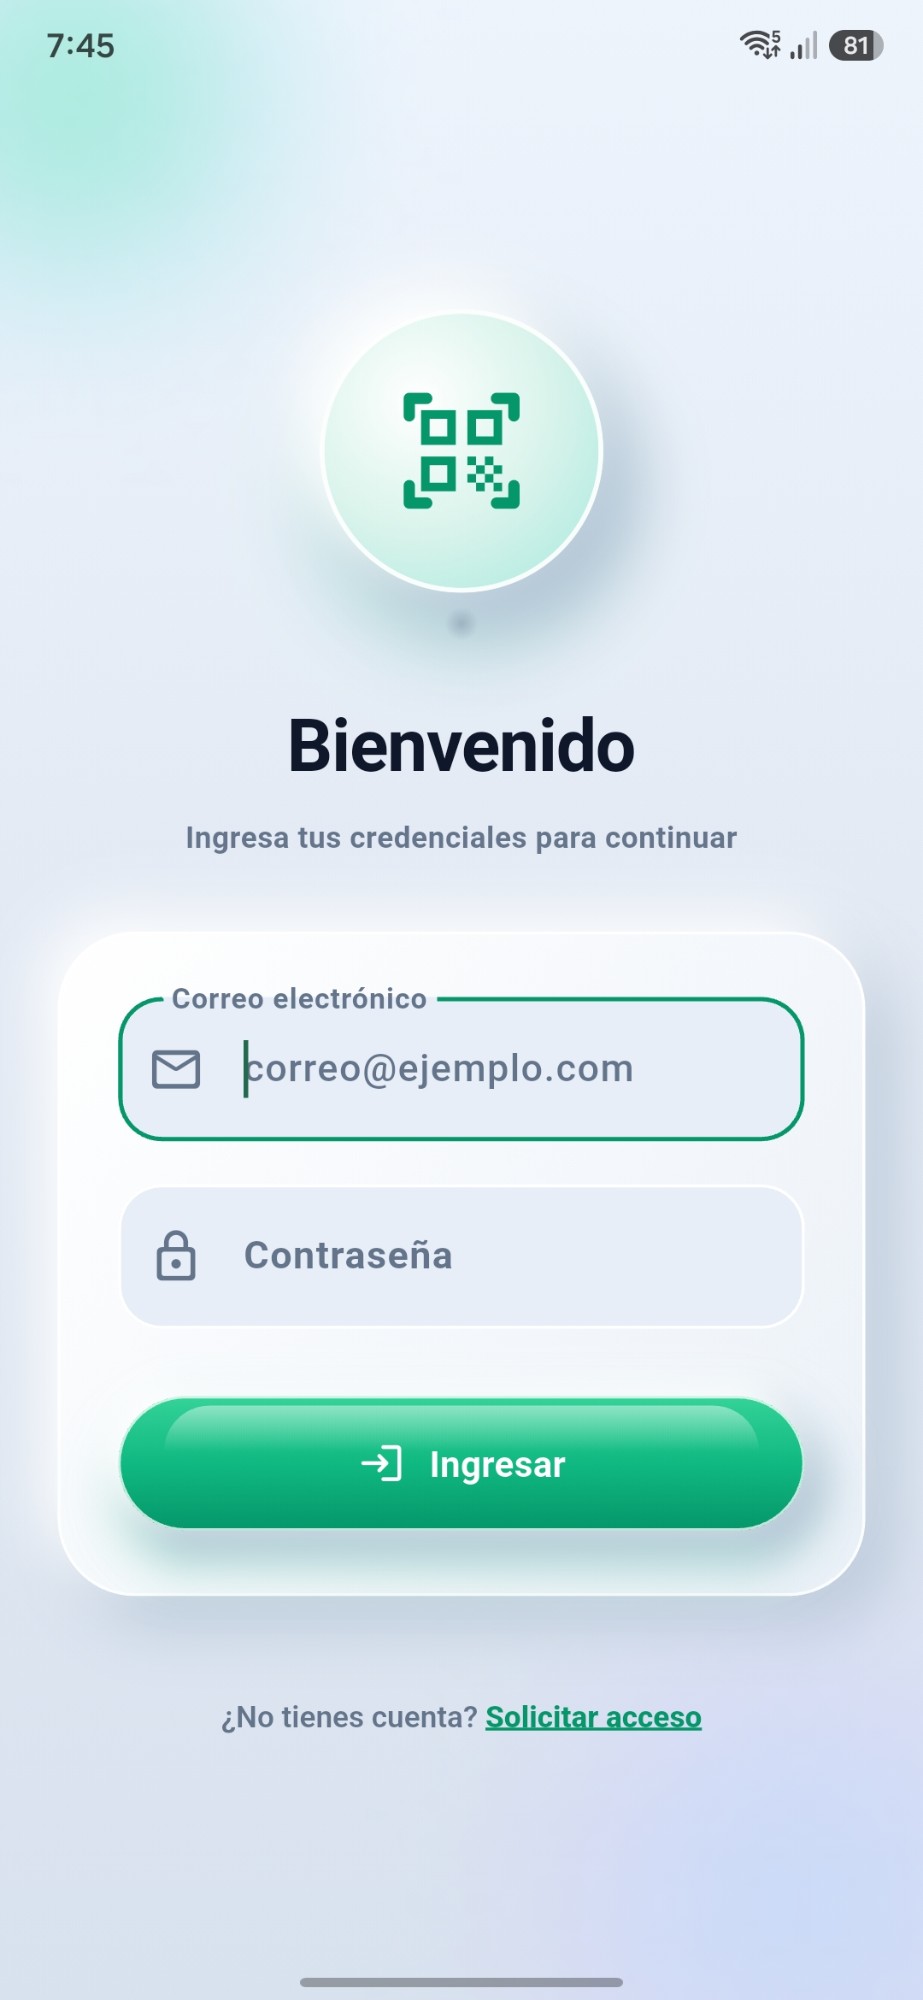 7:45
5
81
Bienvenido
Ingresa tus credenciales para continuar
Correo electrónico
correo@ejemplo.com
Contraseña
Ingresar
¿No tienes cuenta? Solicitar acceso